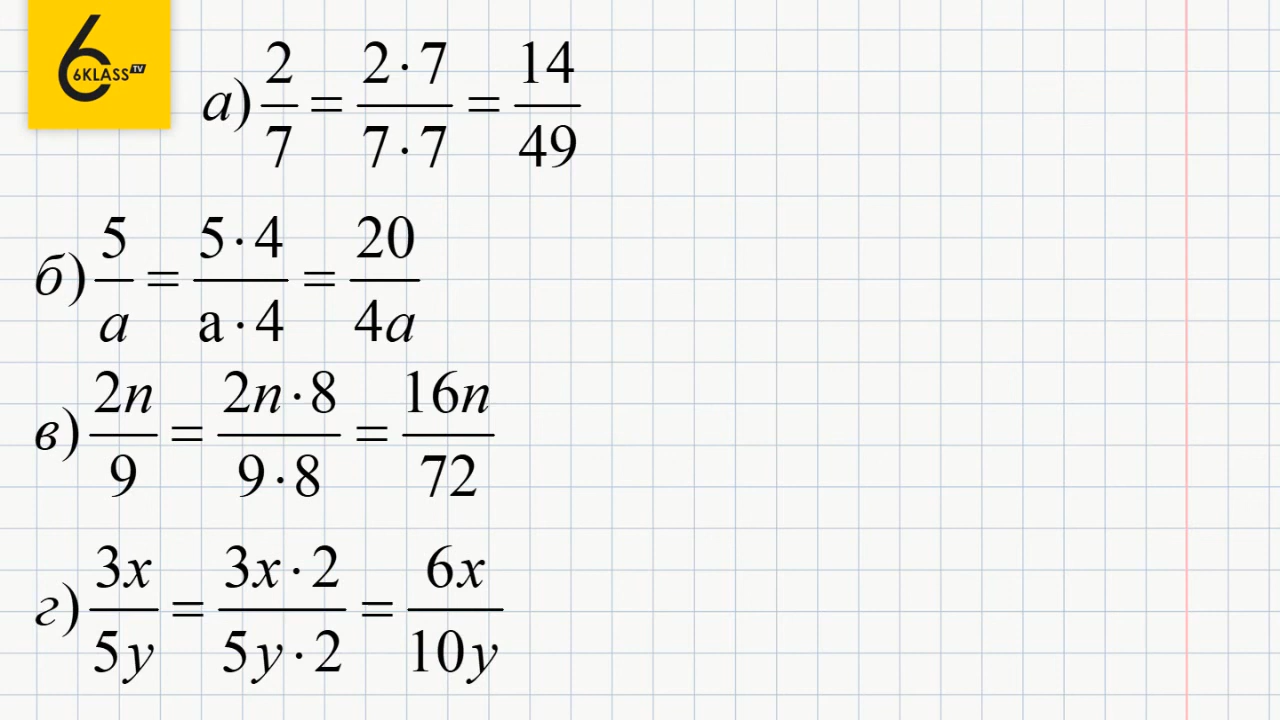 6KLASS TV
а) 2/7 = 2·7/7·7 = 14/49
б) 5/a = 5·4/a·4 = 20/4a
в) 2n/9 = 2n·8/9·8 = 16n/72
г) 3x/5y = 3x·2/5y·2 = 6x/10y